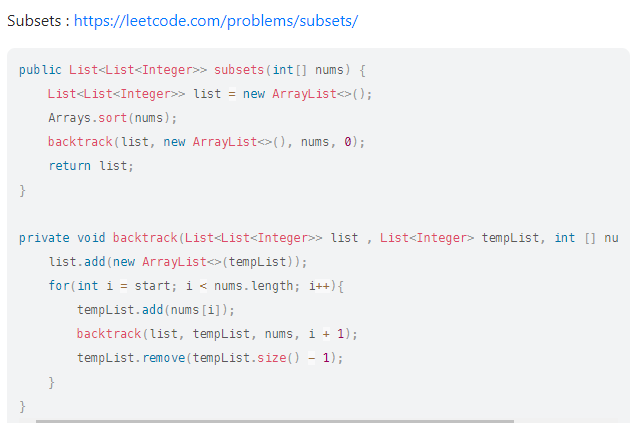 Subsets : https://leetcode.com/problems/subsets/
public List<List<Integer>> subsets(int[] nums) {
    List<List<Integer>> list = new ArrayList<>();
    Arrays.sort(nums);
    backtrack(list, new ArrayList<>(), nums, 0);
    return list;
}

private void backtrack(List<List<Integer>> list , List<Integer> tempList, int [] nu
    list.add(new ArrayList<>(tempList));
    for(int i = start; i < nums.length; i++){
        tempList.add(nums[i]);
        backtrack(list, tempList, nums, i + 1);
        tempList.remove(tempList.size() - 1);
    }
}